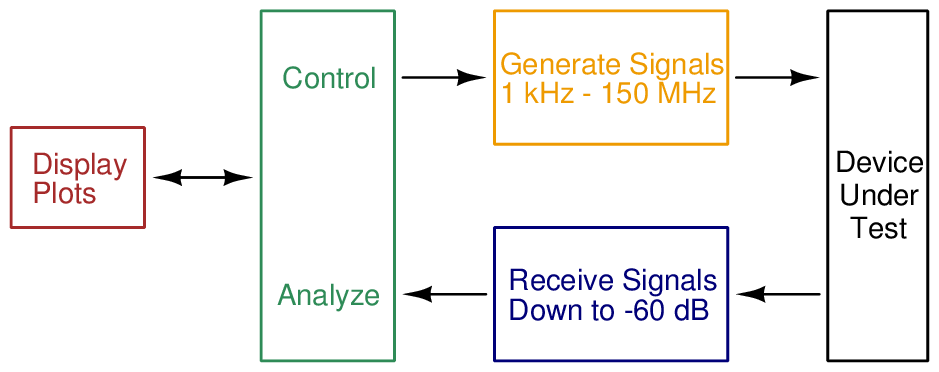 Control
Generate Signals
1 kHz - 150 MHz
Display
Plots
Device
Under
Test
Analyze
Receive Signals
Down to -60 dB